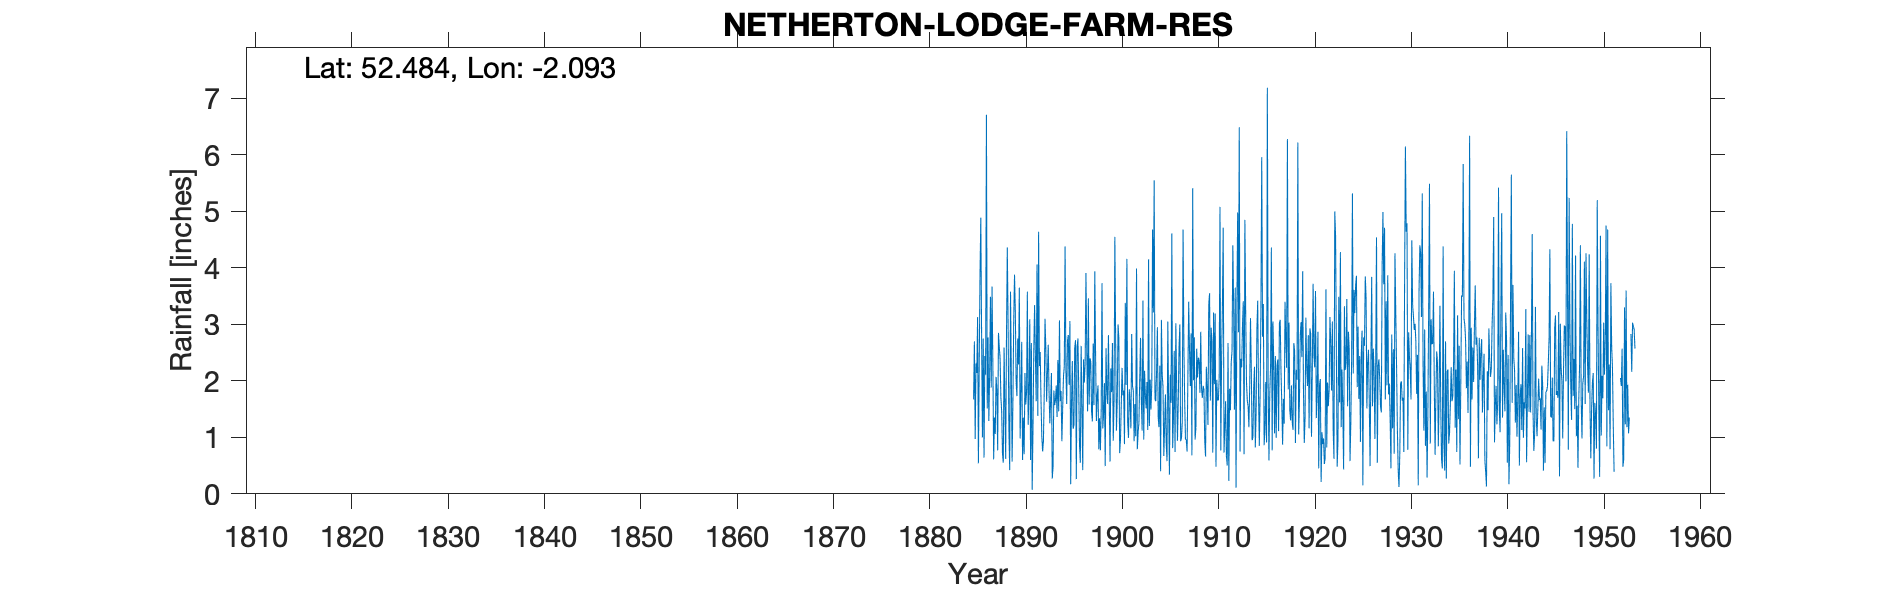 NETHERTON-LODGE-FARM-RES
Lat: 52.484, Lon: -2.093
7
6
5
4
3
2
1
0
Rainfall [inches]
1810 1820 1830 1840 1850 1860 1870 1880 1890 1900 1910 1920 1930 1940 1950 1960
Year